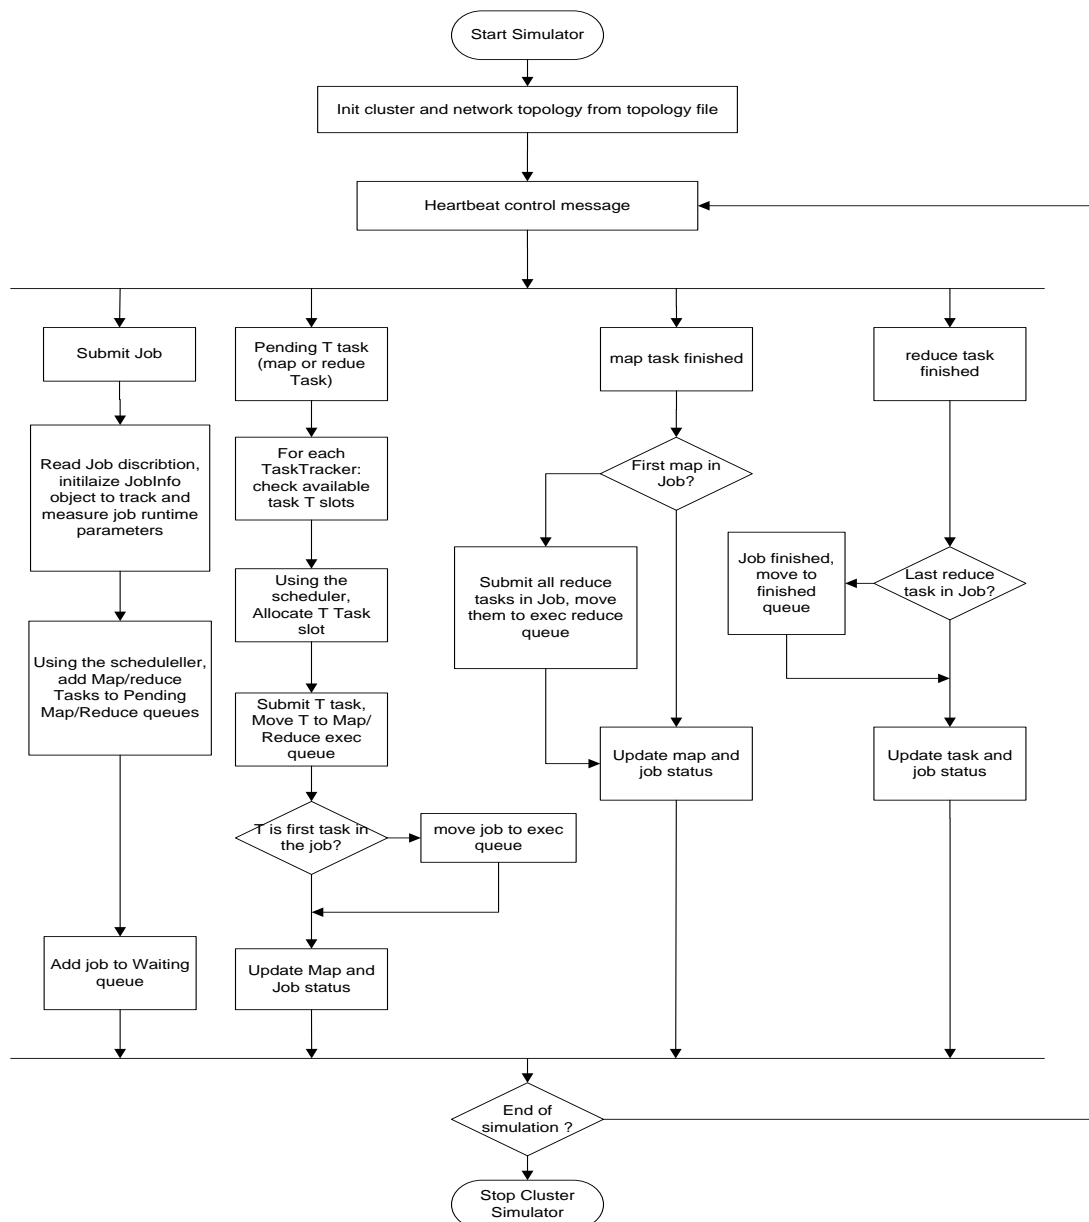 Start Simulator
Init cluster and network topology from topology file
Heartbeat control message
Submit Job
Read Job discribtion,
initilaize JobInfo
object to track and
measure job runtime
parameters
Using the scheduleller,
add Map/reduce
Tasks to Pending
Map/Reduce queues
Add job to Waiting
queue
Pending T task
(map or redue
Task)
For each
TaskTracker:
check available
task T slots
Using the
scheduler,
Allocate T Task
slot
Submit T task,
Move T to Map/
Reduce exec
queue
T is first task in
the job?
move job to exec
queue
Update Map and
Job status
map task finished
First map in
Job?
Submit all reduce
tasks in Job, move
them to exec reduce
queue
Update map and
job status
reduce task
finished
Last reduce
task in Job?
Job finished,
move to
finished
queue
Update task and
job status
End of
simulation ?
Stop Cluster
Simulator